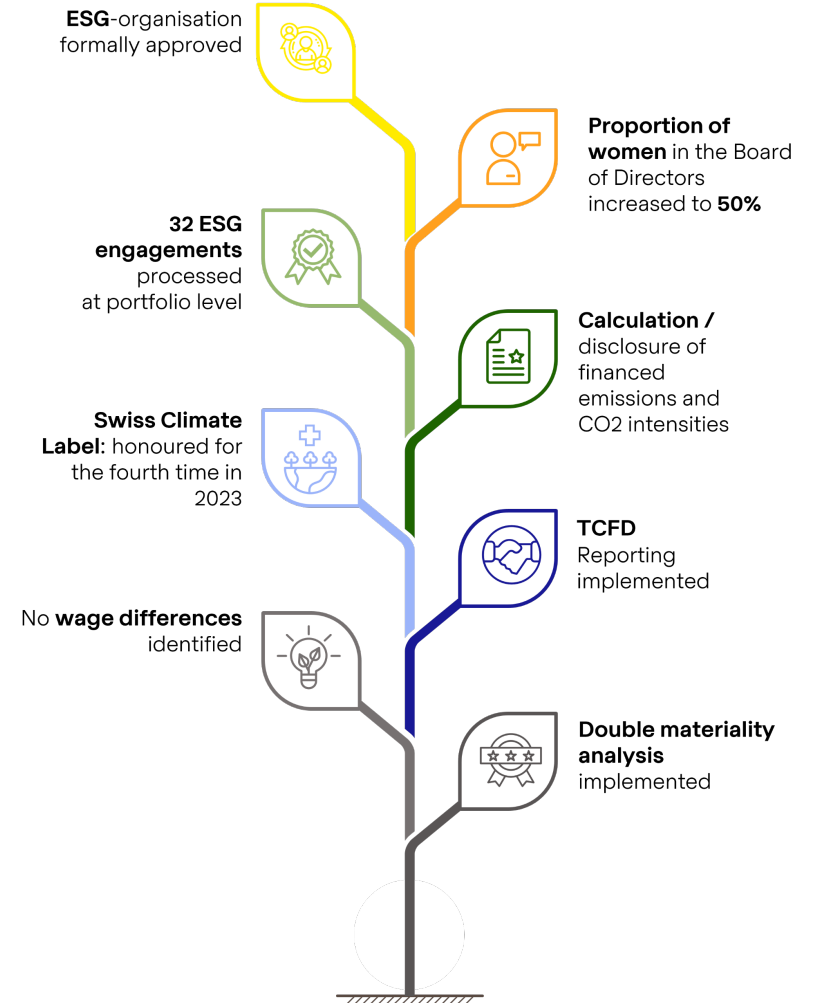 ESG-organisation
formally approved
Proportion of
women in the Board
of Directors
increased to 50%
32 ESG
engagements
processed
at portfolio level
Calculation /
disclosure of
financed
emissions and
CO2 intensities
Swiss Climate
Label: honoured for
the fourth time in
2023
TCFD
Reporting
implemented
No wage differences
identified
Double materiality
analysis
implemented